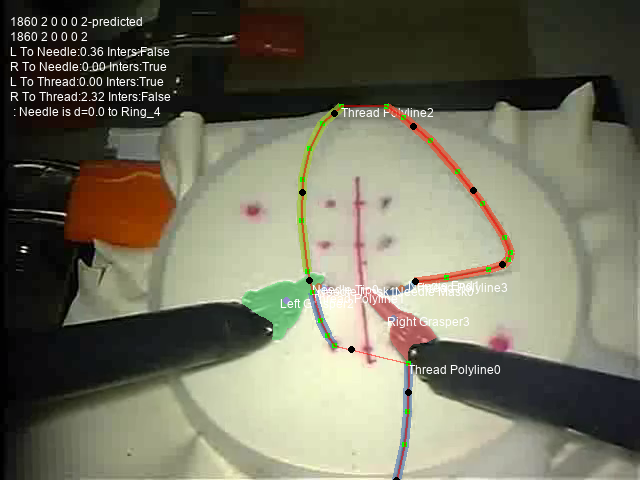 1860 2 0 0 0 2-predicted
1860 2 0 0 0 2
L To Needle:0.36 Inters:False
R To Needle:0.00 Inters:True
L To Thread:0.00 Inters:True
R To Thread:2.32 Inters:False
: Needle is d=0.0 to Ring_4
Thread Polyline2
Right Grasper3
Thread Polyline0